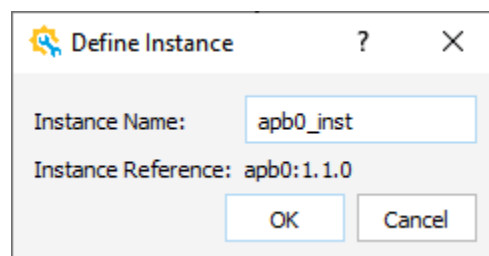 Define Instance ?
Instance Name: apb0_inst
Instance Reference: apb0:1.1.0
OK Cancel